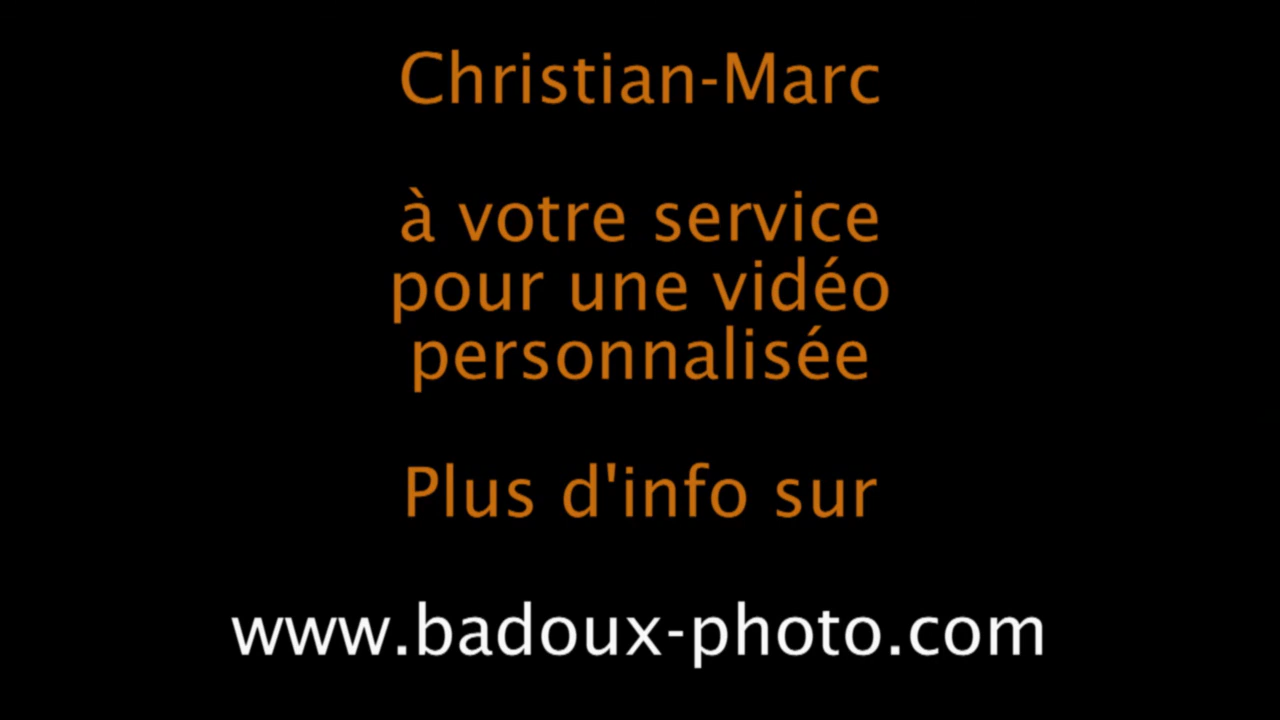 Christian-Marc
à votre service
pour une vidéo
personnalisée
Plus d'info sur
www.badoux-photo.com